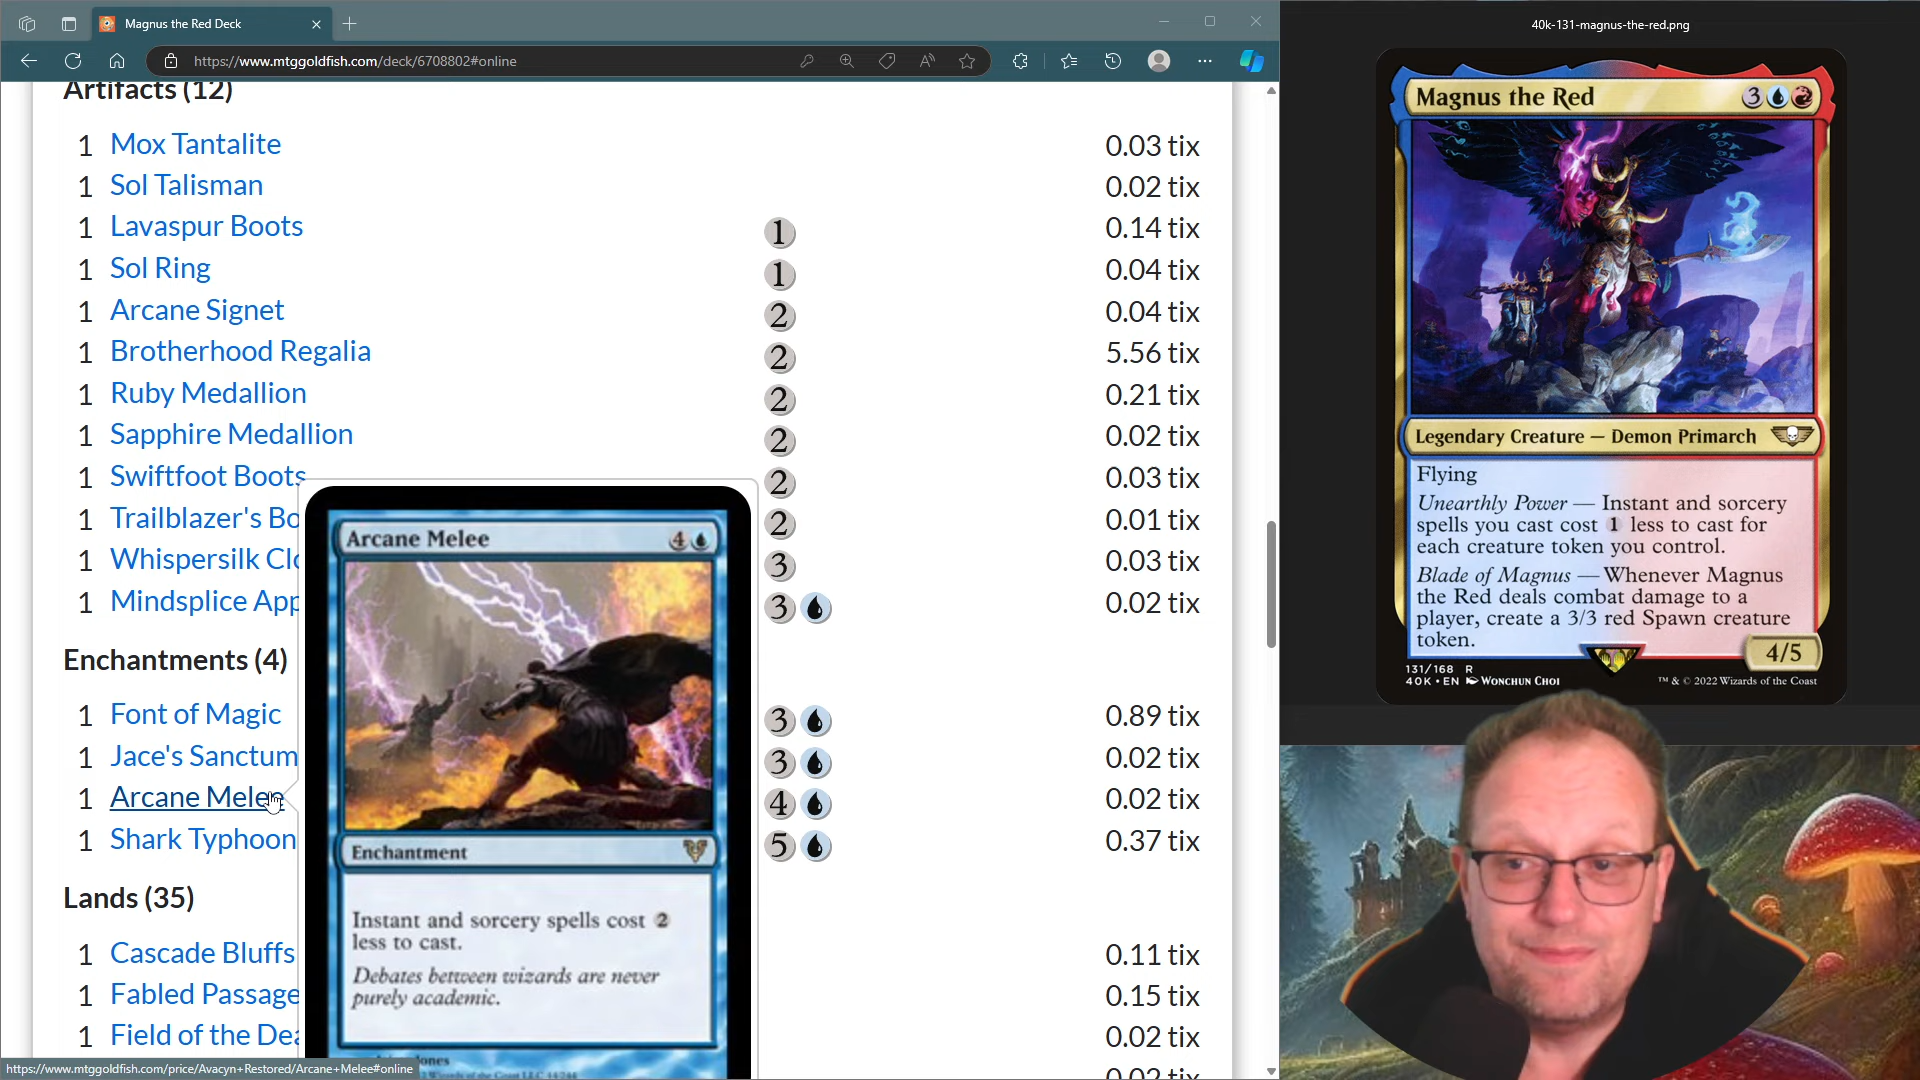 Magnus the Red Deck
https://www.mtggoldfish.com/deck/6708802#online
Artifacts (12)
1 Mox Tantalite 0.03 tix
1 Sol Talisman 0.02 tix
1 Lavaspur Boots 1 0.14 tix
1 Sol Ring 1 0.04 tix
1 Arcane Signet 2 0.04 tix
1 Brotherhood Regalia 2 5.56 tix
1 Ruby Medallion 2 0.21 tix
1 Sapphire Medallion 2 0.02 tix
1 Swiftfoot Boots 2 0.03 tix
1 Trailblazer's Bo 2 0.01 tix
1 Whispersilk Clo 3 0.03 tix
1 Mindsplice App 3 0.02 tix
Enchantments (4)
1 Font of Magic 3 0.89 tix
1 Jace's Sanctum 3 0.02 tix
1 Arcane Melee 4 0.02 tix
1 Shark Typhoon 5 0.37 tix
Lands (35)
1 Cascade Bluffs 0.11 tix
1 Fabled Passage 0.15 tix
1 Field of the Dea 0.02 tix
0.02 tix
https://www.mtggoldfish.com/price/Avacyn+Restored/Arcane+Melee#online
Arcane Melee 4
Enchantment
Instant and sorcery spells cost 2
less to cast.
Debates between wizards are never
purely academic.
40k-131-magnus-the-red.png
Magnus the Red 3
Legendary Creature — Demon Primarch
Flying
Unearthly Power — Instant and sorcery
spells you cast cost 1 less to cast for
each creature token you control.
Blade of Magnus — Whenever Magnus
the Red deals combat damage to a
player, create a 3/3 red Spawn creature
token.
4/5
131/168 R
40K • EN Wonchun Choi
™ & © 2022 Wizards of the Coast